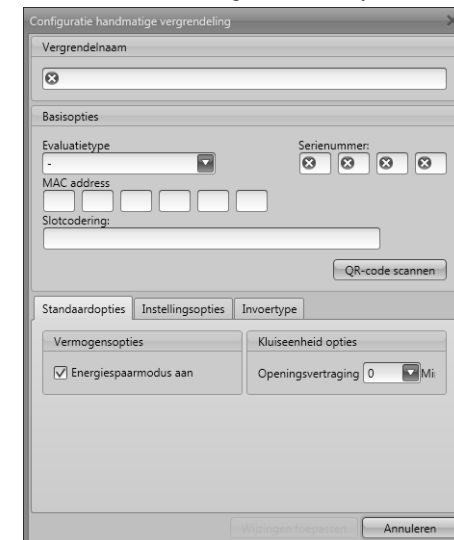 Configuratie handmatige vergrendeling
Vergrendelnaam
Basisopties
Evaluatietype
Serienummer:
-
MAC address
Slotcodering:
QR-code scannen
Standaardopties Instellingsopties Invoertype
Vermogensopties
Kluiseenheid opties
Energiespaarmodus aan
Openingsvertraging 0 Mi
Annuleren